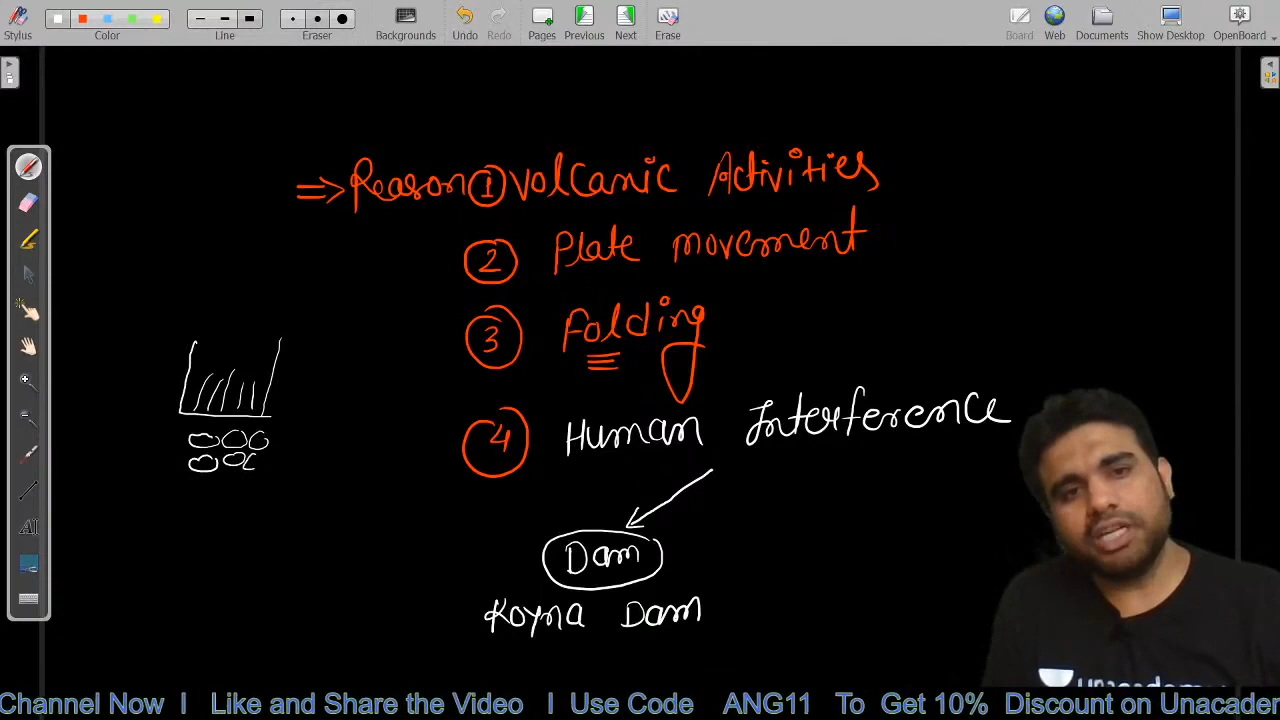 Stylus
Color
Line
Eraser
Backgrounds
Undo
Redo
Pages
Previous
Next
Erase
Board
Web
Documents
Show Desktop
OpenBoard
⇒ Reason ① Volcanic Activities
② Plate movement
③ Folding
④ Human Interference
Dam
Koyna Dam
unacademy
Channel Now I Like and Share the Video I Use Code ANG11 To Get 10% Discount on Unacader